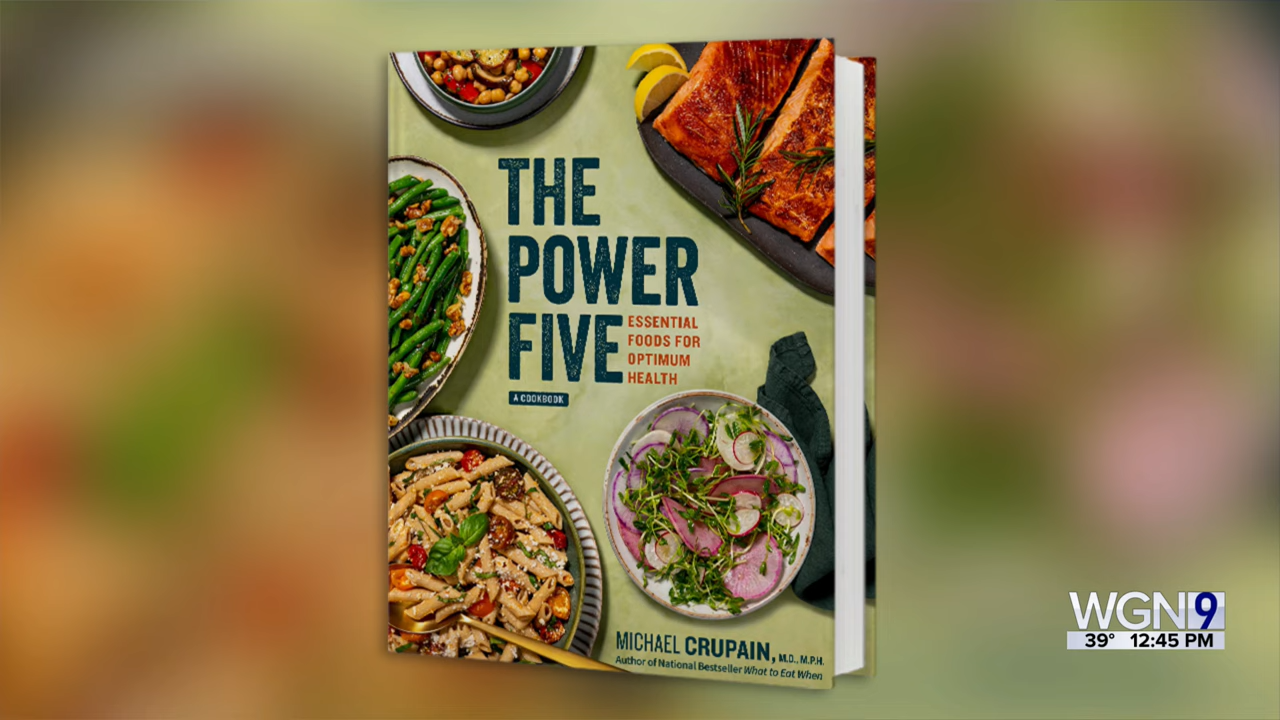 THE
POWER
FIVE
ESSENTIAL
FOODS FOR
OPTIMUM
HEALTH
A COOKBOOK
MICHAEL CRUPAIN, M.D., M.P.H.
Author of National Bestseller What to Eat When
WGN9
39° 12:45 PM